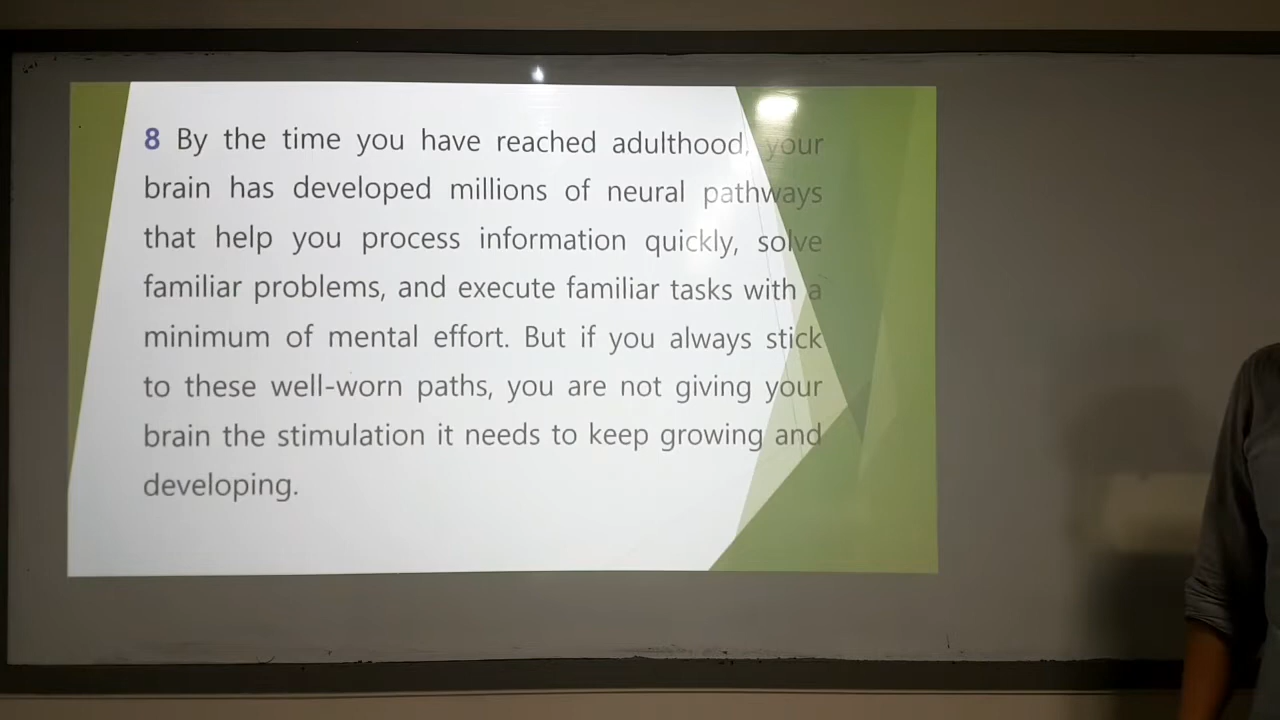 8 By the time you have reached adulthood, your
brain has developed millions of neural pathways
that help you process information quickly, solve
familiar problems, and execute familiar tasks with a
minimum of mental effort. But if you always stick
to these well-worn paths, you are not giving your
brain the stimulation it needs to keep growing and
developing.